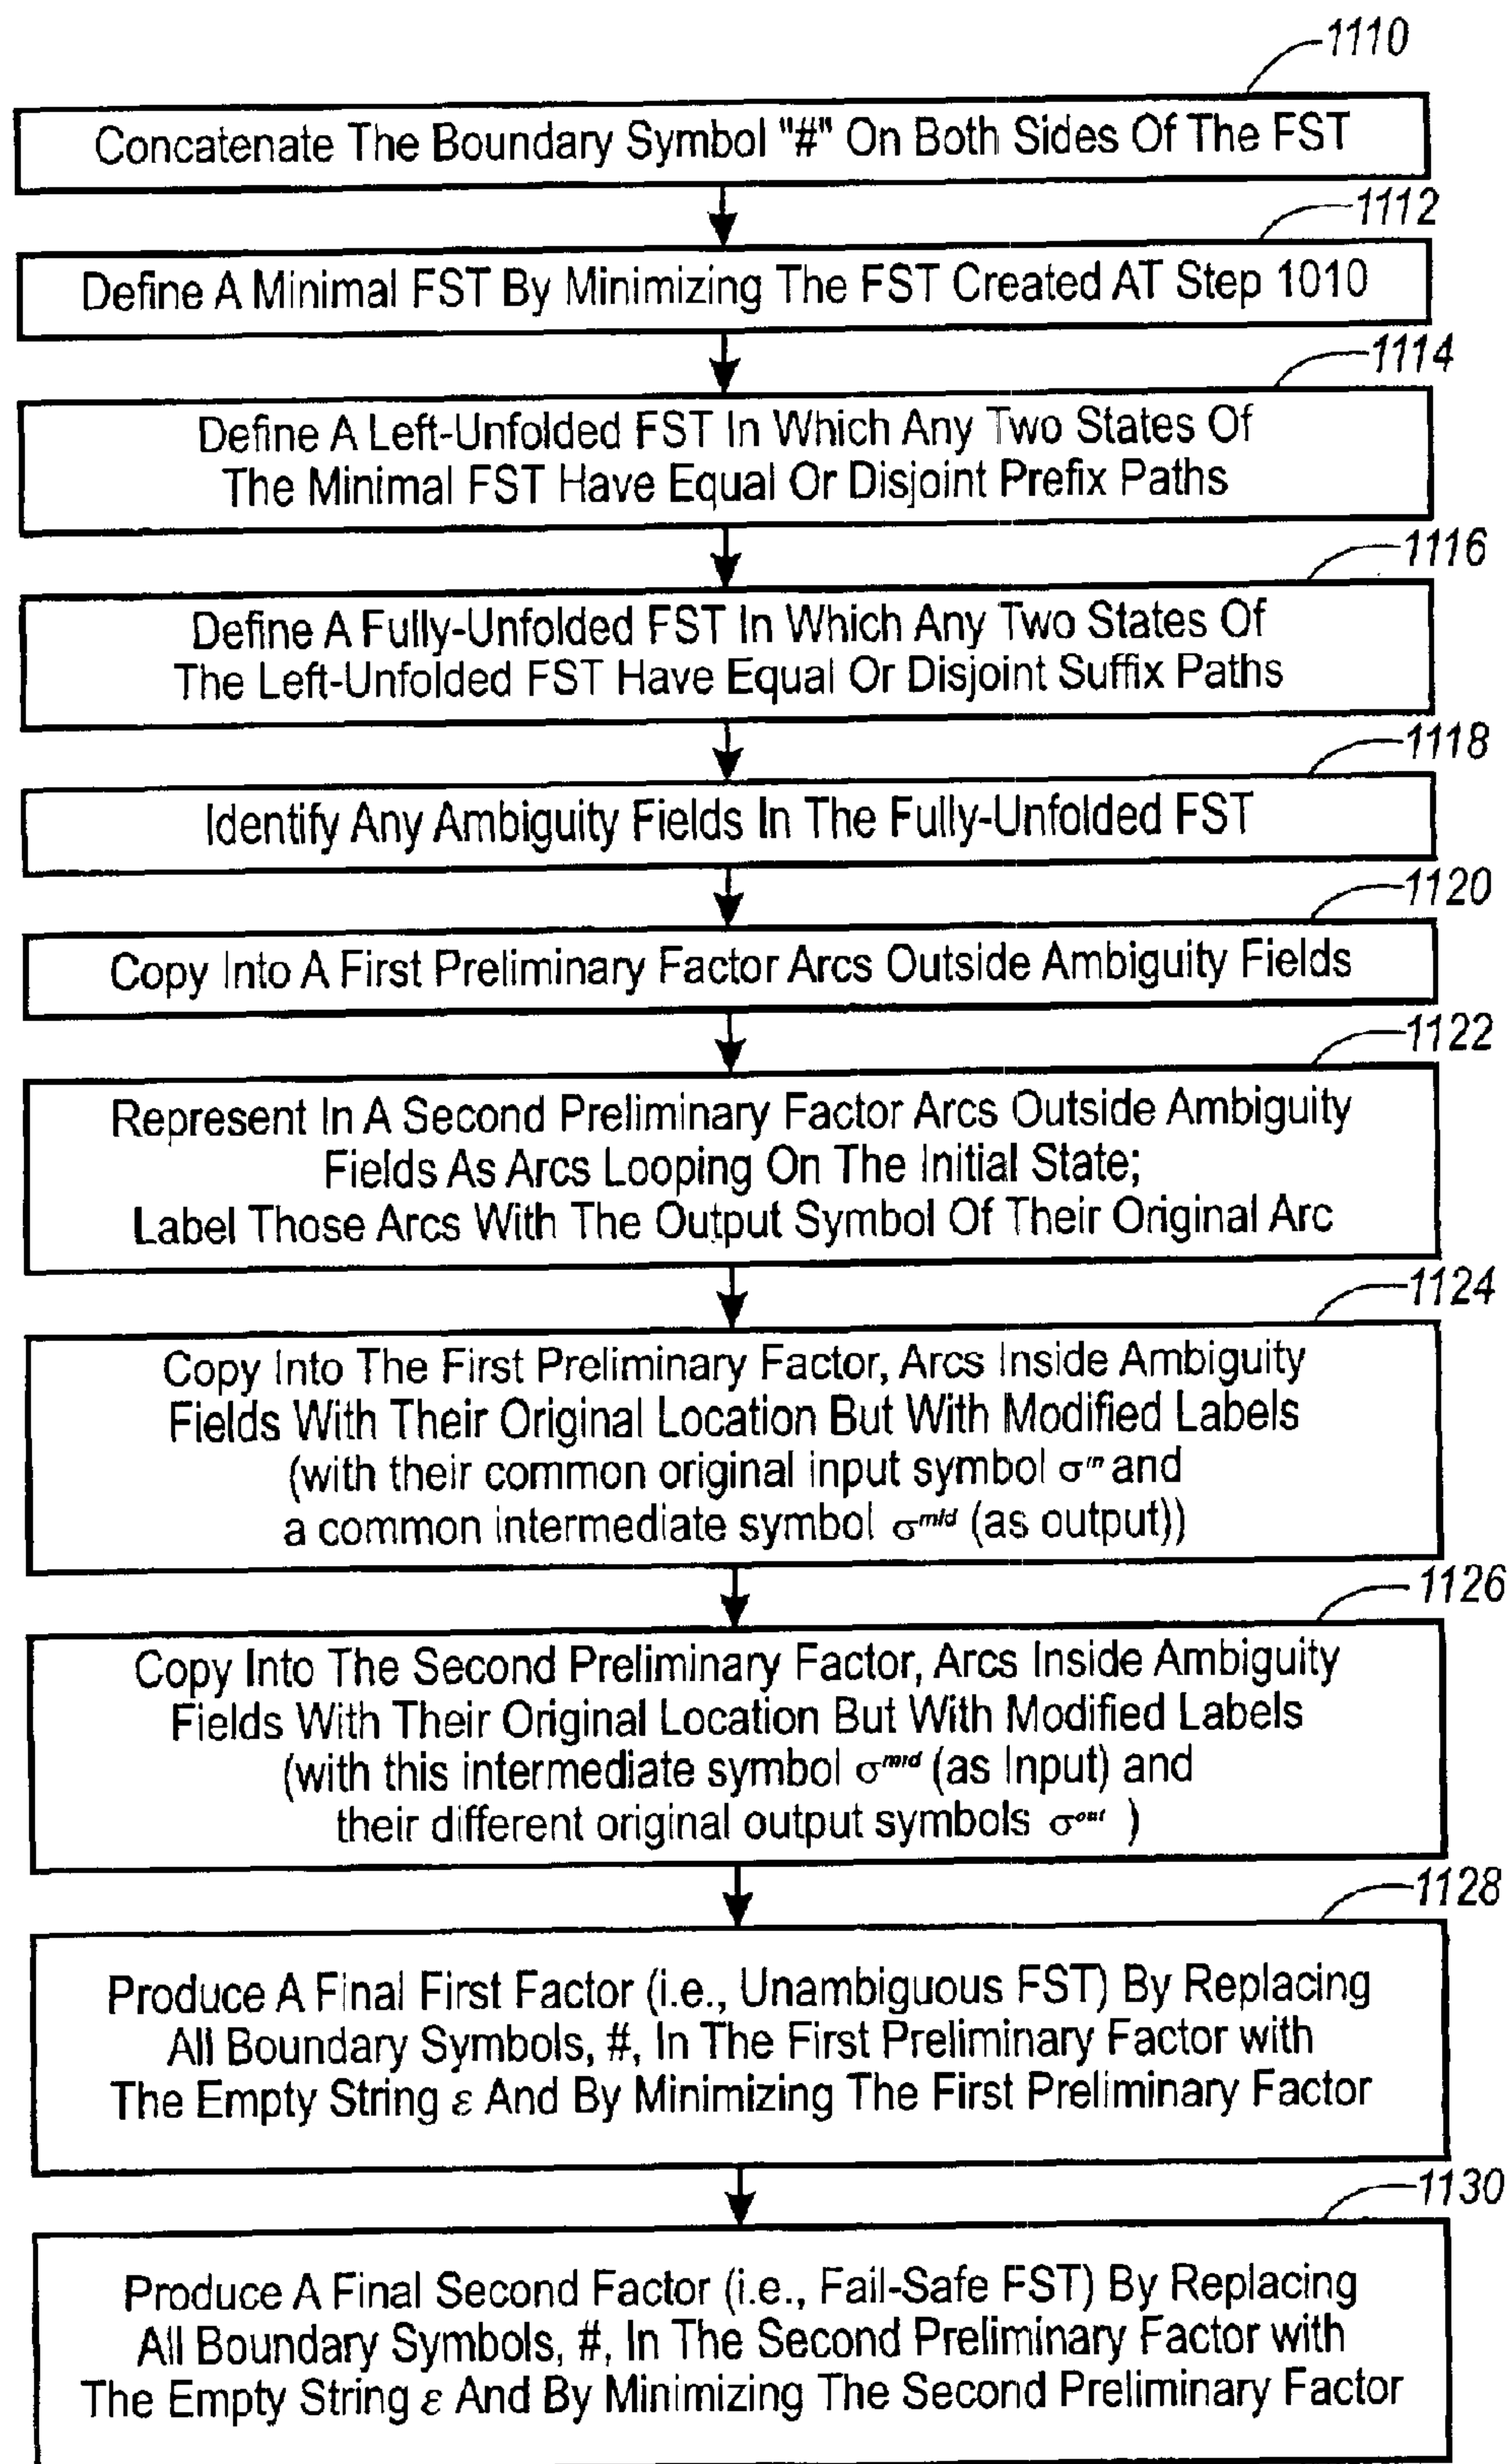 1110
Concatenate The Boundary Symbol "#" On Both Sides Of The FST
1112
Define A Minimal FST By Minimizing The FST Created AT Step 1010
1114
Define A Left-Unfolded FST In Which Any Two States Of
The Minimal FST Have Equal Or Disjoint Prefix Paths
1116
Define A Fully-Unfolded FST In Which Any Two States Of
The Left-Unfolded FST Have Equal Or Disjoint Suffix Paths
1118
Identify Any Ambiguity Fields In The Fully-Unfolded FST
1120
Copy Into A First Preliminary Factor Arcs Outside Ambiguity Fields
1122
Represent In A Second Preliminary Factor Arcs Outside Ambiguity
Fields As Arcs Looping On The Initial State;
Label Those Arcs With The Output Symbol Of Their Original Arc
1124
Copy Into The First Preliminary Factor, Arcs Inside Ambiguity
Fields With Their Original Location But With Modified Labels
(with their common original input symbol σ^in and
a common intermediate symbol σ^mid (as output))
1126
Copy Into The Second Preliminary Factor, Arcs Inside Ambiguity
Fields With Their Original Location But With Modified Labels
(with this intermediate symbol σ^mid (as Input) and
their different original output symbols σ^out )
1128
Produce A Final First Factor (i.e., Unambiguous FST) By Replacing
All Boundary Symbols, #, In The First Preliminary Factor with
The Empty String ε And By Minimizing The First Preliminary Factor
1130
Produce A Final Second Factor (i.e., Fail-Safe FST) By Replacing
All Boundary Symbols, #, In The Second Preliminary Factor with
The Empty String ε And By Minimizing The Second Preliminary Factor